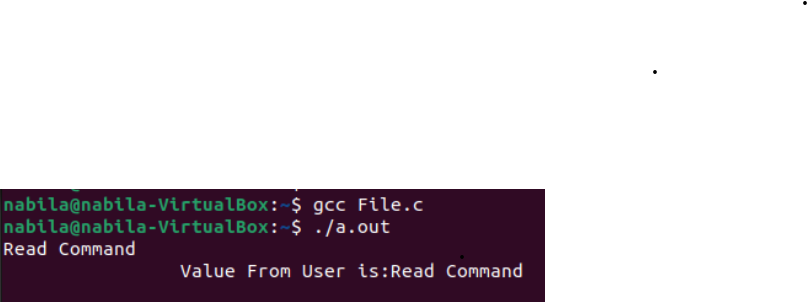 nabila@nabila-VirtualBox:~$ gcc File.c
nabila@nabila-VirtualBox:~$ ./a.out
Read Command
Value From User is:Read Command